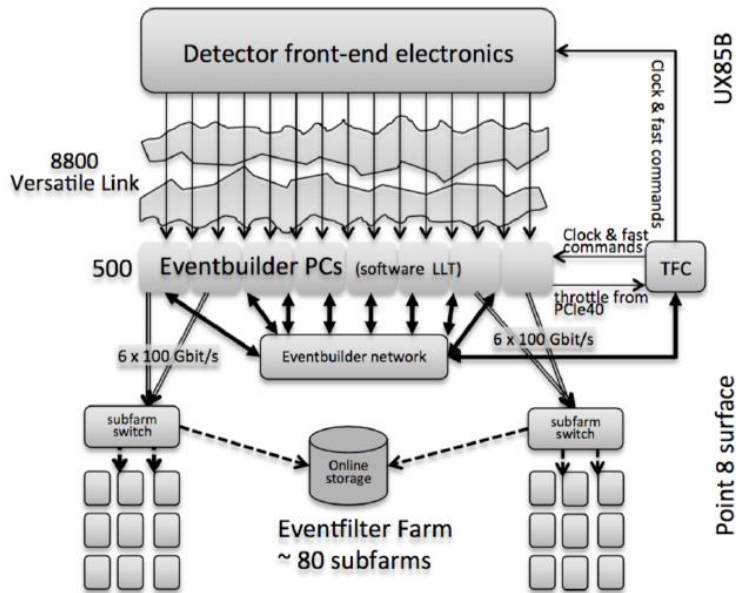 Detector front-end electronics
UX85B
Clock & fast commands
8800
Versatile Link
Clock & fast
commands
500
Eventbuilder PCs (software LLT)
TFC
throttle from
PCIe40
6 x 100 Gbit/s
Eventbuilder network
6 x 100 Gbit/s
Point 8 surface
subfarm
switch
Online
storage
subfarm
switch
Eventfilter Farm
~ 80 subfarms